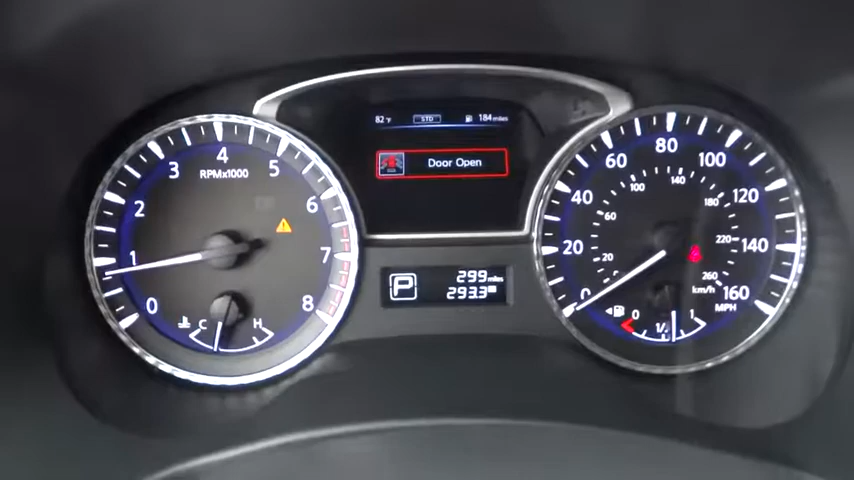 82°F STD 184 miles
Door Open
0 1 2 3 4 5 6 7 8
RPMx1000
C H
P
299 miles
293.3
0 20 40 60 80 100 120 140 160
MPH
20 60 100 140 180 220 260
km/h
0 1/2 1